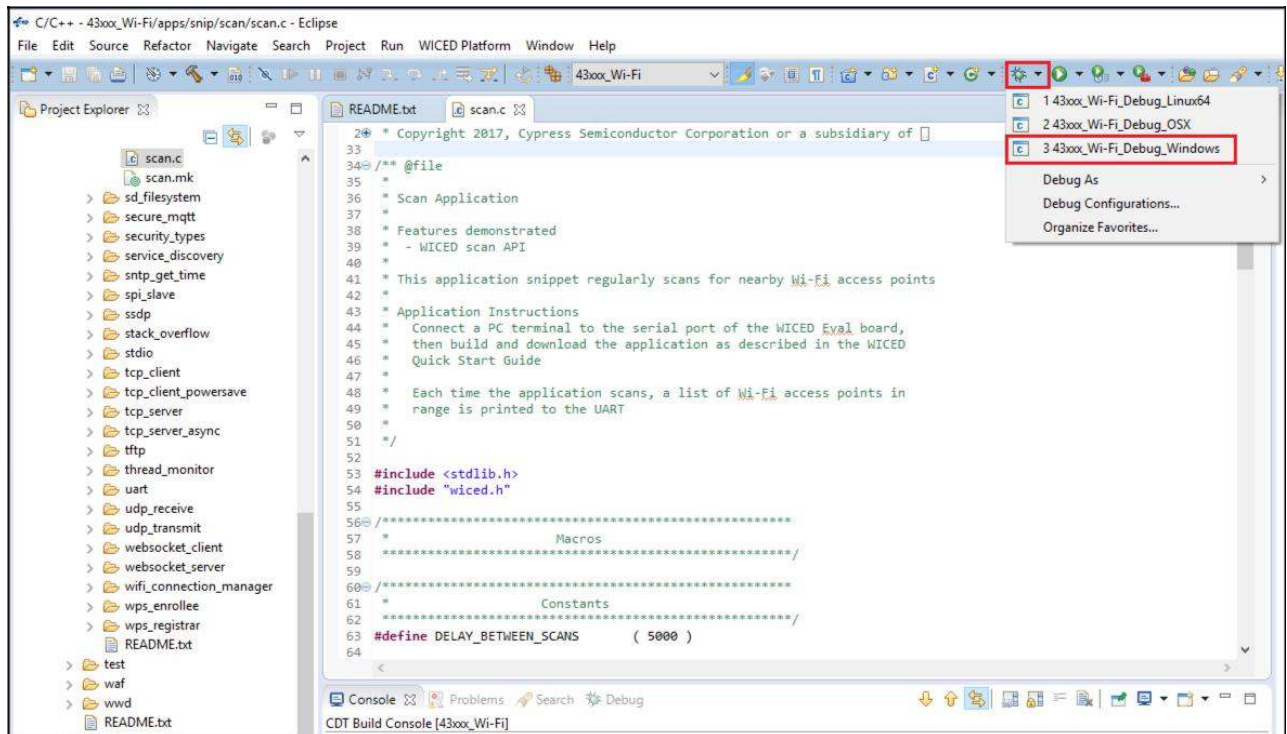 C/C++ - 43xxx_Wi-Fi/apps/snip/scan/scan.c - Eclipse
File Edit Source Refactor Navigate Search Project Run WICED Platform Window Help
43xxx_Wi-Fi
1 43xxx_Wi-Fi_Debug_Linux64
2 43xxx_Wi-Fi_Debug_OSX
3 43xxx_Wi-Fi_Debug_Windows
Debug As
Debug Configurations...
Organize Favorites...
Project Explorer
scan.c
scan.mk
sd_filesystem
secure_mqtt
security_types
service_discovery
sntp_get_time
spi_slave
ssdp
stack_overflow
stdio
tcp_client
tcp_client_powersave
tcp_server
tcp_server_async
tftp
thread_monitor
uart
udp_receive
udp_transmit
websocket_client
websocket_server
wifi_connection_manager
wps_enrollee
wps_registrar
README.txt
test
waf
wwd
README.txt
README.txt scan.c
2 * Copyright 2017, Cypress Semiconductor Corporation or a subsidiary of
33
34 /** @file
35 *
36 * Scan Application
37 *
38 * Features demonstrated
39 * - WICED scan API
40 *
41 * This application snippet regularly scans for nearby Wi-Fi access points
42 *
43 * Application Instructions
44 * Connect a PC terminal to the serial port of the WICED Eval board,
45 * then build and download the application as described in the WICED
46 * Quick Start Guide
47 *
48 * Each time the application scans, a list of Wi-Fi access points in
49 * range is printed to the UART
50 *
51 */
52
53 #include <stdlib.h>
54 #include "wiced.h"
55
56 /******************************************************
57 * Macros
58 ******************************************************/
59
60 /******************************************************
61 * Constants
62 ******************************************************/
63 #define DELAY_BETWEEN_SCANS ( 5000 )
64
Console Problems Search Debug
CDT Build Console [43xxx_Wi-Fi]